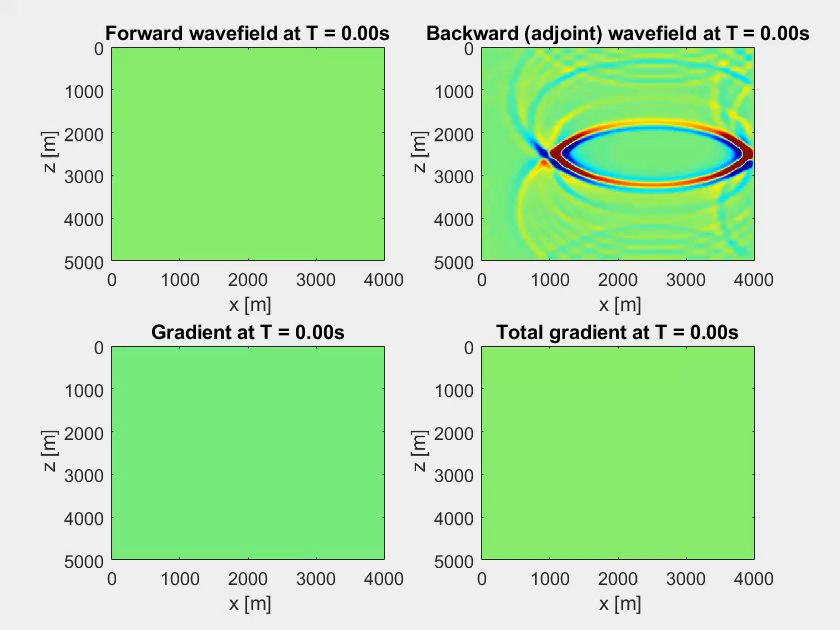 Forward wavefield at T = 0.00s
0
1000
2000
3000
4000
5000
z [m]
0 1000 2000 3000 4000
x [m]
Backward (adjoint) wavefield at T = 0.00s
0
1000
2000
3000
4000
5000
z [m]
0 1000 2000 3000 4000
x [m]
Gradient at T = 0.00s
0
1000
2000
3000
4000
5000
z [m]
0 1000 2000 3000 4000
x [m]
Total gradient at T = 0.00s
0
1000
2000
3000
4000
5000
z [m]
0 1000 2000 3000 4000
x [m]